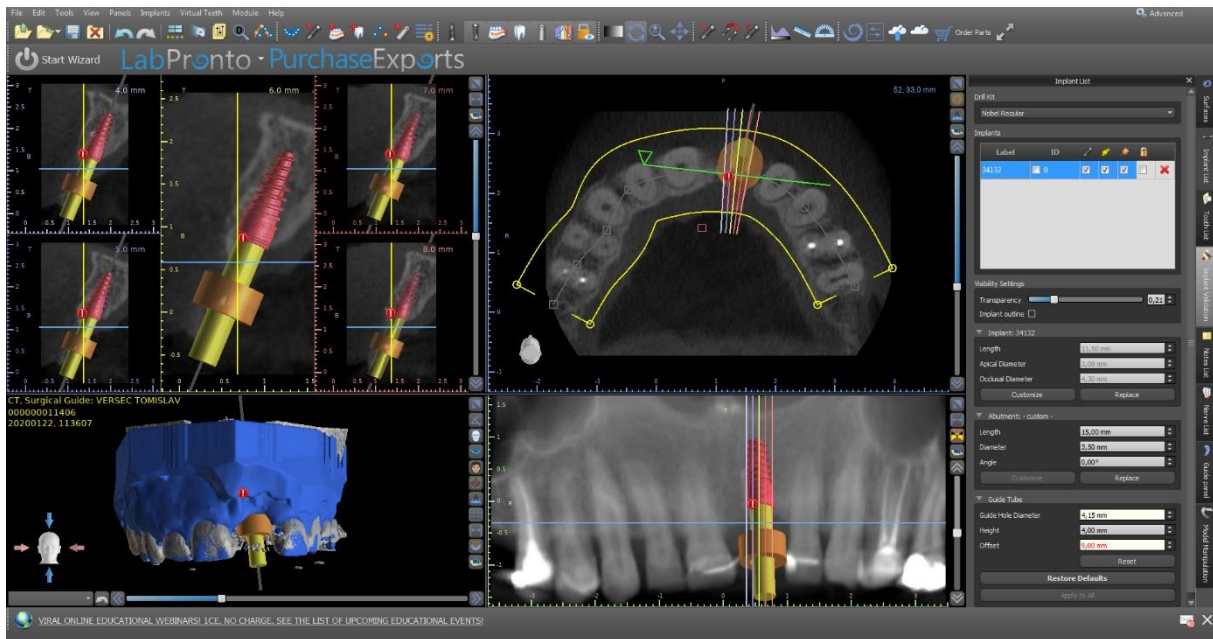 File Edit Tools View Panels Implants Virtual Teeth Module Help
Advanced
Order Parts
Start Wizard
LabPronto PurchaseExports
4.0 mm
6.0 mm
7.0 mm
52, 33.0 mm
5.0 mm
8.0 mm
CT, Surgical Guide: VERSEC TOMISLAV
000000011406
20200122, 113607
Implant List
Drill Kit
Nobel Regular
Implants
Label ID
34132 0
Visibility Settings
Transparency 0,21
Implant outline
Implant: 34132
Length 11,50 mm
Apical Diameter
Occlusal Diameter 4,30 mm
Customize Replace
Abutment: - custom -
Length 15,00 mm
Diameter 3,50 mm
Angle 0,00°
Customize Replace
Guide Tube
Guide Hole Diameter 4,15 mm
Height 4,00 mm
Offset 9,00 mm
Reset
Restore Defaults
Apply to All
Surfaces
Implant List
Tooth List
Implant Validation
Notes List
Nerve List
Guide panel
Model Manipulation
VIRAL ONLINE EDUCATIONAL WEBINARS! 1CE, NO CHARGE, SEE THE LIST OF UPCOMING EDUCATIONAL EVENTS!